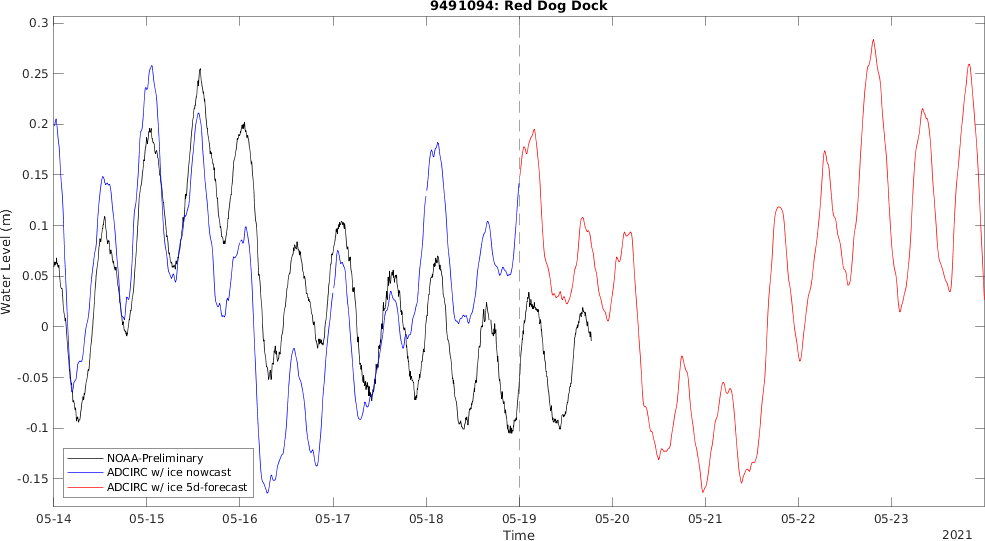 9491094: Red Dog Dock
0.3
0.25
0.2
0.15
0.1
0.05
0
-0.05
-0.1
-0.15
Water Level (m)
NOAA-Preliminary
ADCIRC w/ ice nowcast
ADCIRC w/ ice 5d-forecast
05-14 05-15 05-16 05-17 05-18 05-19 05-20 05-21 05-22 05-23
Time
2021